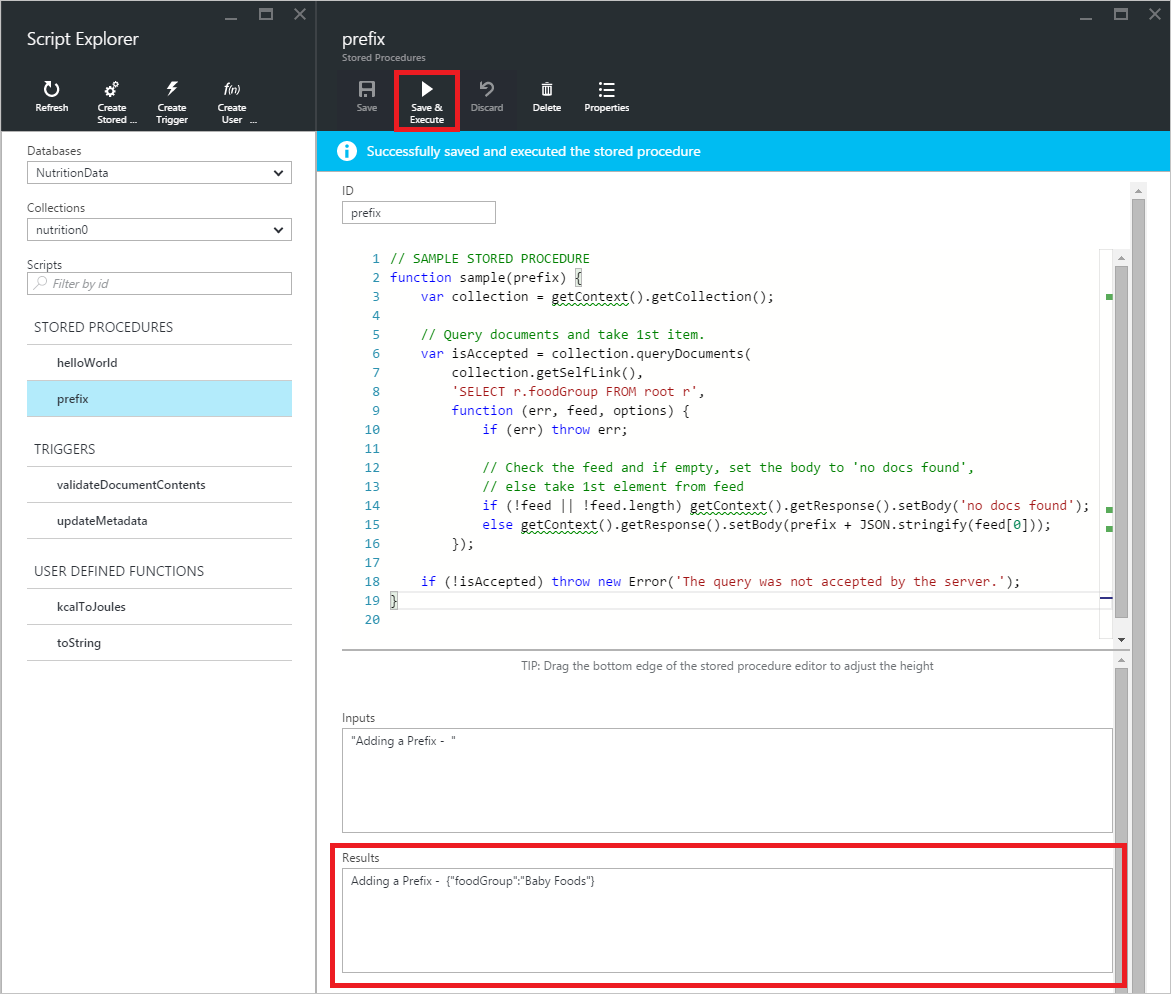 Script Explorer
Refresh
Create
Stored ...
Create
Trigger
f(n)
Create
User ...
Databases
NutritionData
Collections
nutrition0
Scripts
Filter by id
STORED PROCEDURES
helloWorld
prefix
TRIGGERS
validateDocumentContents
updateMetadata
USER DEFINED FUNCTIONS
kcalToJoules
toString
prefix
Stored Procedures
Save
Save &
Execute
Discard
Delete
Properties
Successfully saved and executed the stored procedure
ID
prefix
1 // SAMPLE STORED PROCEDURE
2 function sample(prefix) {
3     var collection = getContext().getCollection();
4
5     // Query documents and take 1st item.
6     var isAccepted = collection.queryDocuments(
7         collection.getSelfLink(),
8         'SELECT r.foodGroup FROM root r',
9         function (err, feed, options) {
10             if (err) throw err;
11
12             // Check the feed and if empty, set the body to 'no docs found',
13             // else take 1st element from feed
14             if (!feed || !feed.length) getContext().getResponse().setBody('no docs found');
15             else getContext().getResponse().setBody(prefix + JSON.stringify(feed[0]));
16         });
17
18     if (!isAccepted) throw new Error('The query was not accepted by the server.');
19 }
20
TIP: Drag the bottom edge of the stored procedure editor to adjust the height
Inputs
"Adding a Prefix -  "
Results
Adding a Prefix -  {"foodGroup":"Baby Foods"}